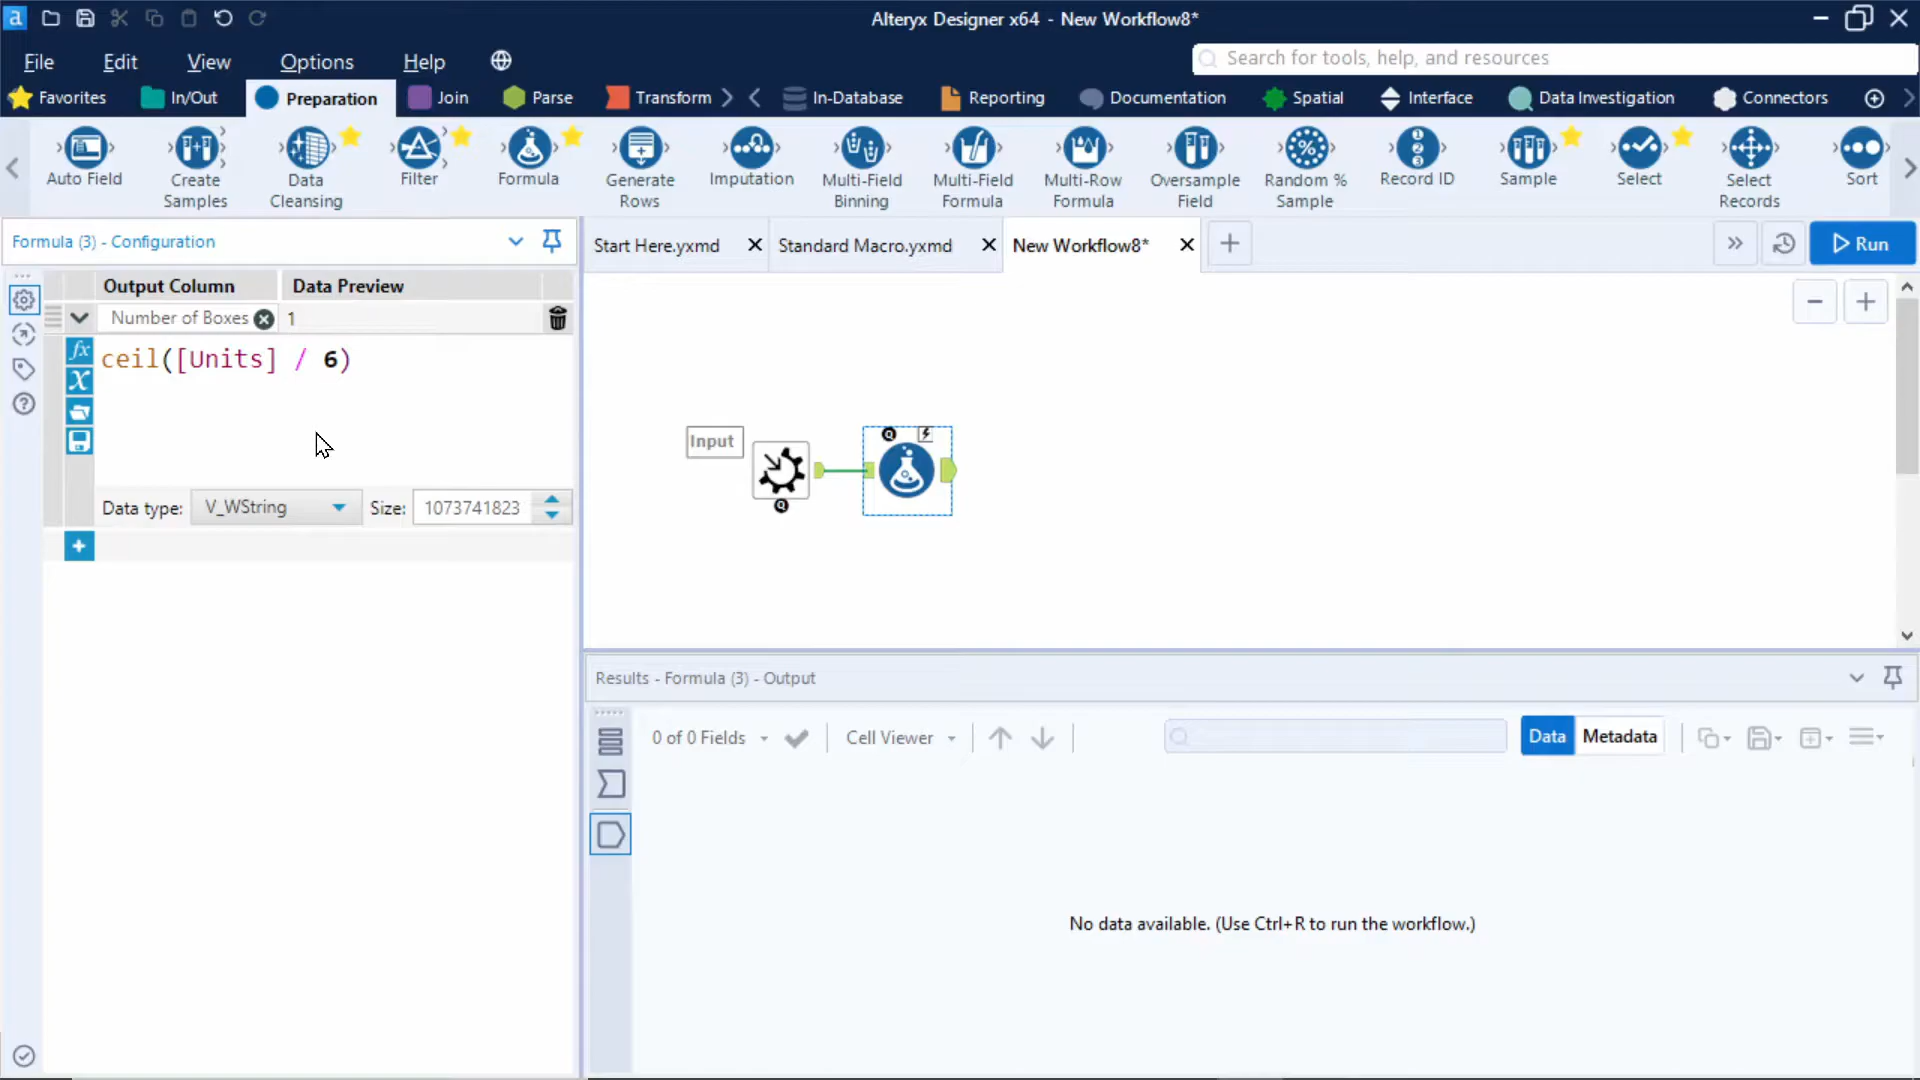 a
Alteryx Designer x64 - New Workflow8*
File Edit View Options Help
Search for tools, help, and resources
Favorites In/Out Preparation Join Parse Transform In-Database Reporting Documentation Spatial Interface Data Investigation Connectors
Auto Field
Create Samples
Data Cleansing
Filter
Formula
Generate Rows
Imputation
Multi-Field Binning
Multi-Field Formula
Multi-Row Formula
Oversample Field
Random % Sample
1 2 3
Record ID
Sample
Select
Select Records
Sort
Formula (3) - Configuration
Start Here.yxmd
Standard Macro.yxmd
New Workflow8*
Run
Output Column Data Preview
Number of Boxes 1
fx
X
ceil([Units] / 6)
Data type: V_WString Size: 1073741823
Input
Q
Q
Results - Formula (3) - Output
0 of 0 Fields Cell Viewer Data Metadata
No data available. (Use Ctrl+R to run the workflow.)